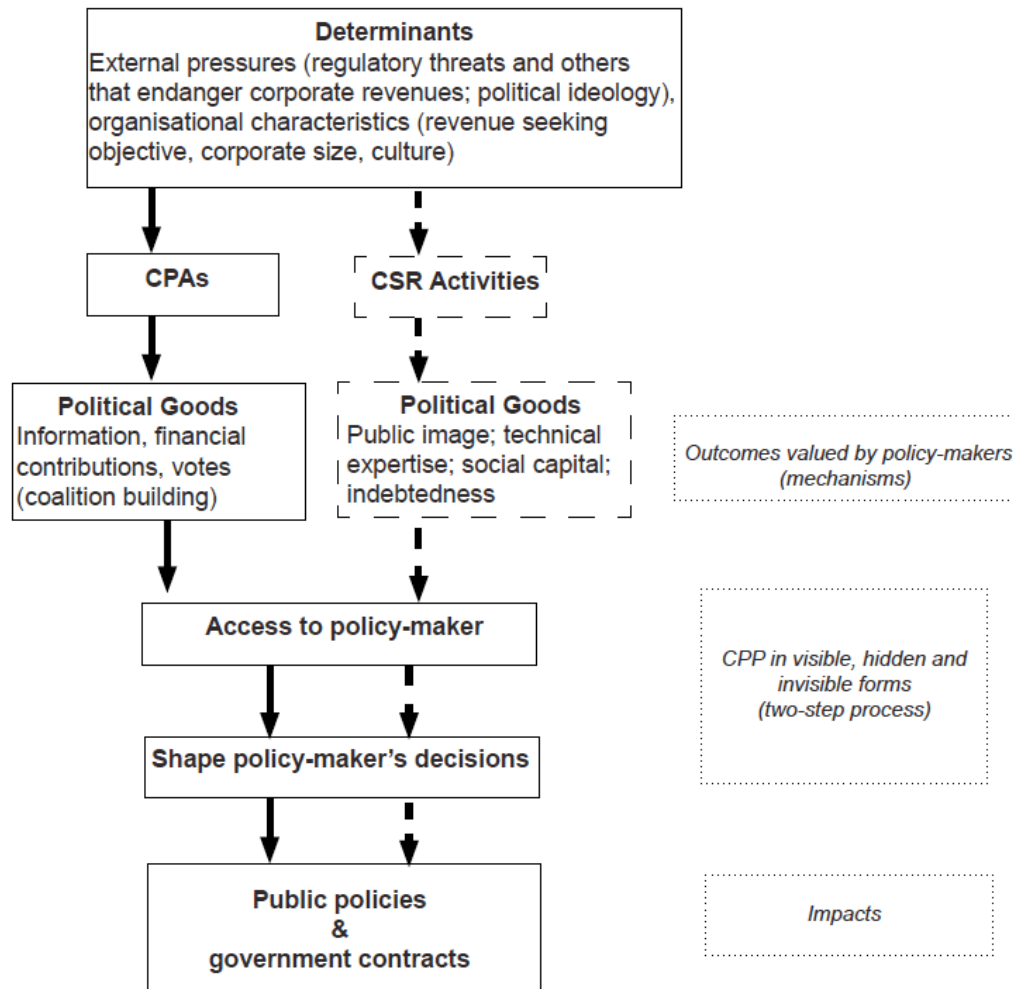 Determinants
External pressures (regulatory threats and others
that endanger corporate revenues; political ideology),
organisational characteristics (revenue seeking
objective, corporate size, culture)
CPAs
CSR Activities
Political Goods
Information, financial
contributions, votes
(coalition building)
Political Goods
Public image; technical
expertise; social capital;
indebtedness
Outcomes valued by policy-makers
(mechanisms)
Access to policy-maker
CPP in visible, hidden and
invisible forms
(two-step process)
Shape policy-maker’s decisions
Public policies
&
government contracts
Impacts